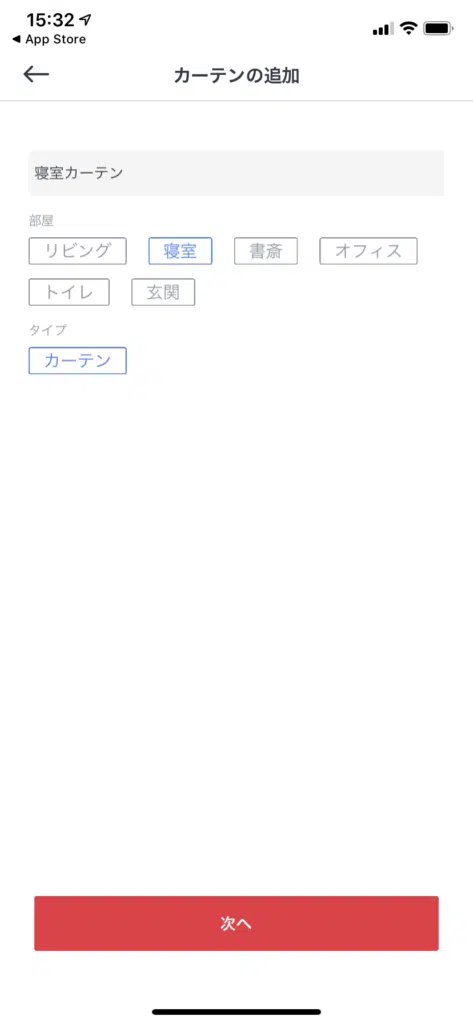 15:32
◀ App Store
カーテンの追加
寝室カーテン
部屋
リビング 寝室 書斎 オフィス
トイレ 玄関
タイプ
カーテン
次へ